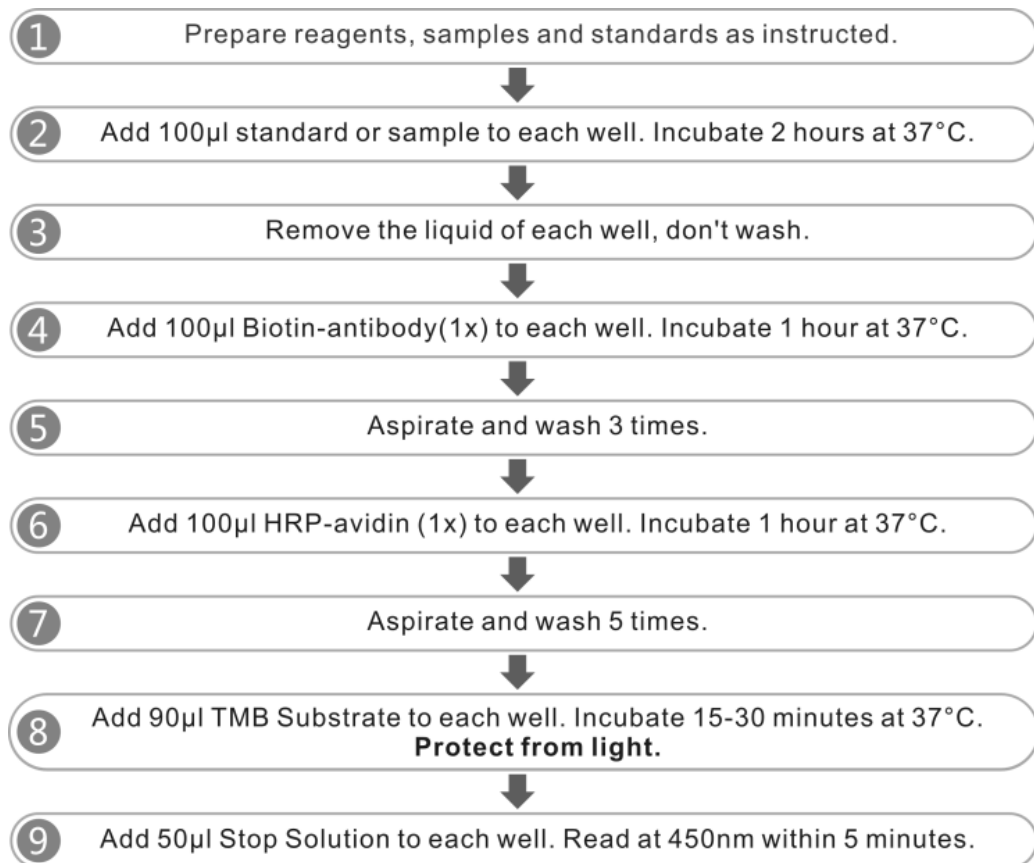 1 Prepare reagents, samples and standards as instructed.
2 Add 100µl standard or sample to each well. Incubate 2 hours at 37°C.
3 Remove the liquid of each well, don't wash.
4 Add 100µl Biotin-antibody(1x) to each well. Incubate 1 hour at 37°C.
5 Aspirate and wash 3 times.
6 Add 100µl HRP-avidin (1x) to each well. Incubate 1 hour at 37°C.
7 Aspirate and wash 5 times.
8 Add 90µl TMB Substrate to each well. Incubate 15-30 minutes at 37°C.
Protect from light.
9 Add 50µl Stop Solution to each well. Read at 450nm within 5 minutes.